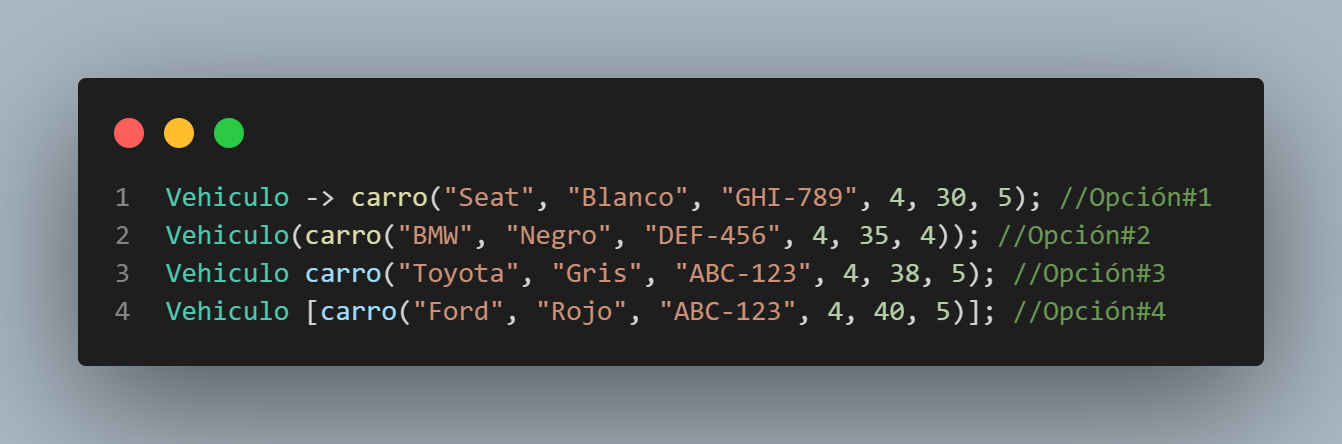 1 Vehiculo -> carro("Seat", "Blanco", "GHI-789", 4, 30, 5); //Opción#1
2 Vehiculo(carro("BMW", "Negro", "DEF-456", 4, 35, 4)); //Opción#2
3 Vehiculo carro("Toyota", "Gris", "ABC-123", 4, 38, 5); //Opción#3
4 Vehiculo [carro("Ford", "Rojo", "ABC-123", 4, 40, 5)]; //Opción#4